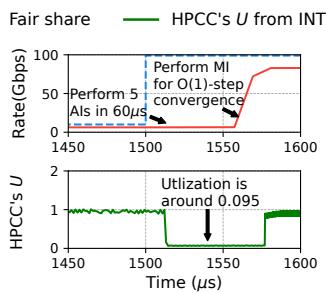 Fair share
HPCC's U from INT
Rate(Gbps)
100
50
0
Perform 5
AIs in 60μs
Perform MI
for O(1)-step
convergence
1450
1500
1550
1600
HPCC's U
2
1
0
Utlization is
around 0.095
1450
1500
1550
1600
Time (μs)